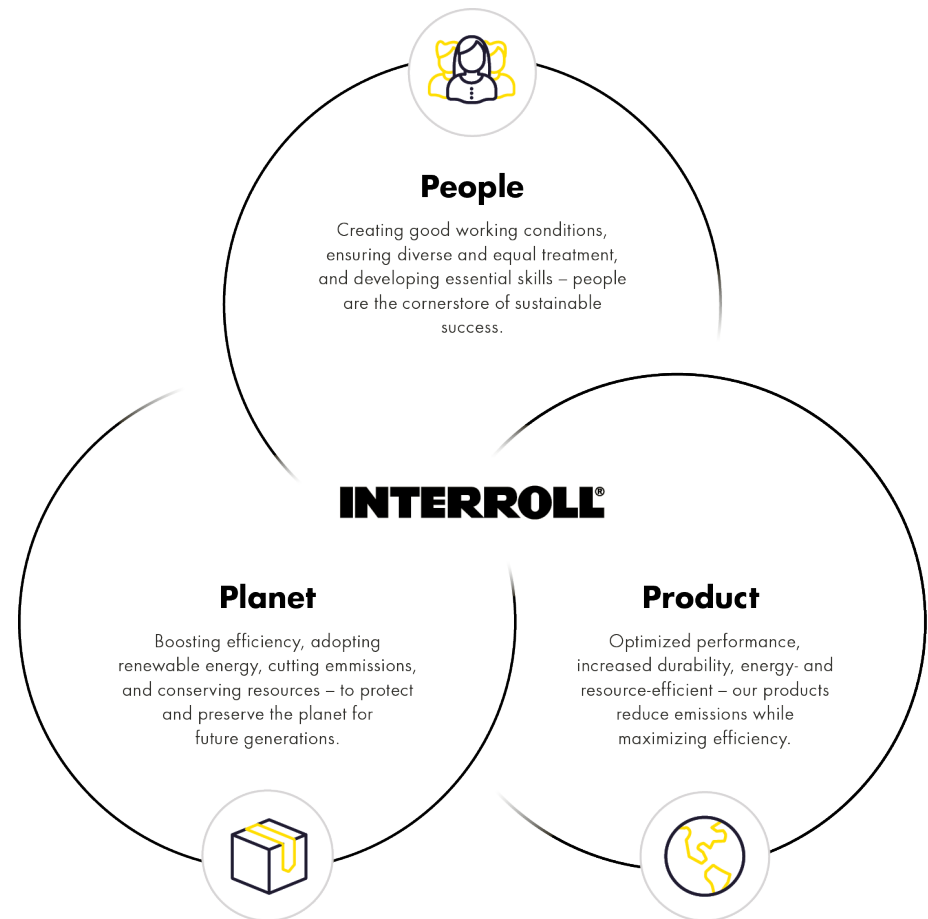 People
Creating good working conditions,
ensuring diverse and equal treatment,
and developing essential skills – people
are the cornerstore of sustainable
success.
INTERROLL®
Planet
Boosting efficiency, adopting
renewable energy, cutting emmissions,
and conserving resources – to protect
and preserve the planet for
future generations.
Product
Optimized performance,
increased durability, energy- and
resource-efficient – our products
reduce emissions while
maximizing efficiency.